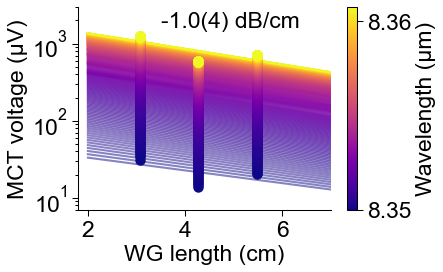 -1.0(4) dB/cm
MCT voltage (μV)
10³
10²
10¹
2 4 6
WG length (cm)
8.36
8.35
Wavelength (μm)